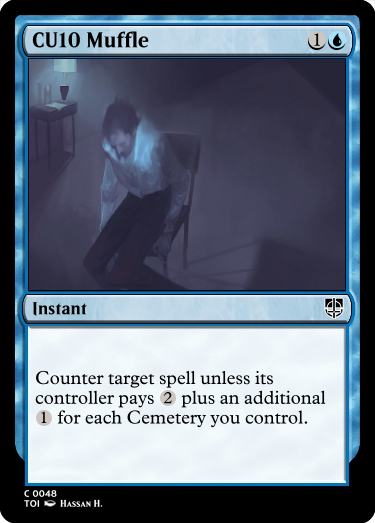 CU10 Muffle 1
Instant
Counter target spell unless its
controller pays 2 plus an additional
1 for each Cemetery you control.
C 0048
TOI HASSAN H.